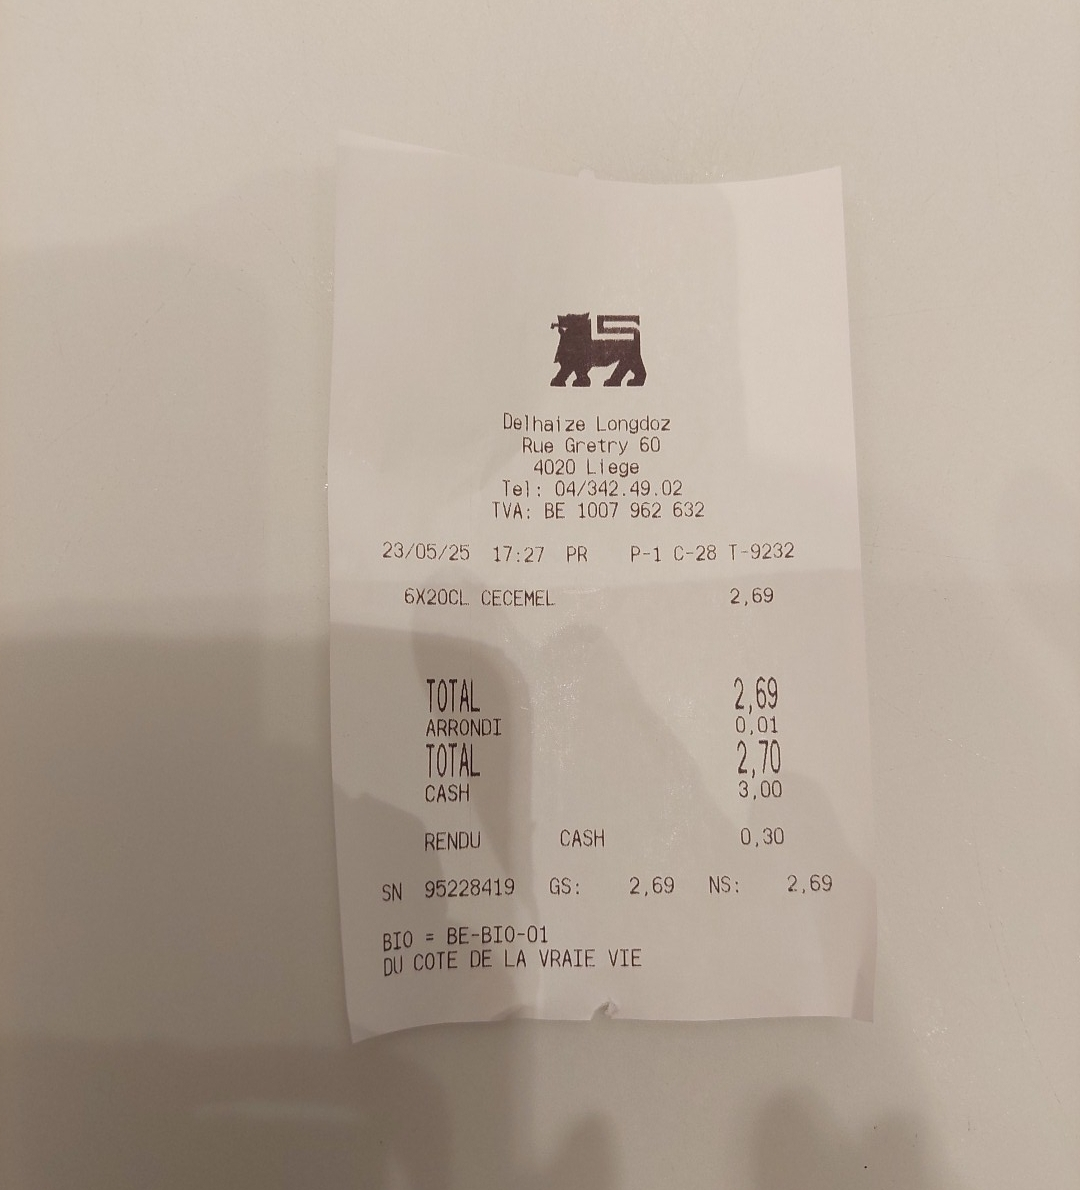 Delhaize Longdoz
Rue Gretry 60
4020 Liege
Tel: 04/342.49.02
TVA: BE 1007 962 632
23/05/25 17:27 PR P-1 C-28 T-9232
6X20CL CECEMEL 2,69
TOTAL 2,69
ARRONDI 0,01
TOTAL 2,70
CASH 3,00
RENDU CASH 0,30
SN 95228419 GS: 2,69 NS: 2,69
BIO = BE-BIO-01
DU COTE DE LA VRAIE VIE